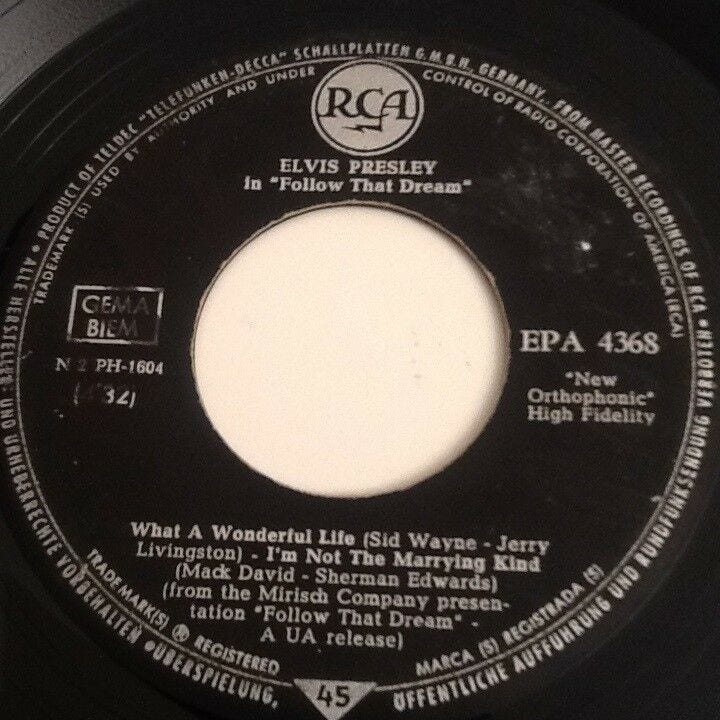 • PRODUCT OF TELDEC "TELEFUNKEN-DECCA" SCHALLPLATTEN G.M.B.H. GERMANY, FROM MASTER RECORDINGS OF RCA
TRADEMARK (S) USED BY AUTHORITY AND UNDER CONTROL OF RADIO CORPORATION OF AMERICA (RCA)
RCA
ELVIS PRESLEY
in "Follow That Dream"
GEMA
BIEM
PH-1604
EPA 4368
"New
Orthophonic"
High Fidelity
What A Wonderful Life (Sid Wayne - Jerry
Livingston) - I'm Not The Marrying Kind
(Mack David - Sherman Edwards)
(from the Mirisch Company presen-
tation "Follow That Dream" -
A UA release)
TRADEMARK(S) ® REGISTERED
MARCA (S) REGISTRADA (S)
• ALLE HERSTELLER- UND URHEBERRECHTE VORBEHALTEN • ÜBERSPIELUNG, ÖFFENTLICHE AUFFÜHRUNG UND RUNDFUNKSENDUNG VERBOTEN
45